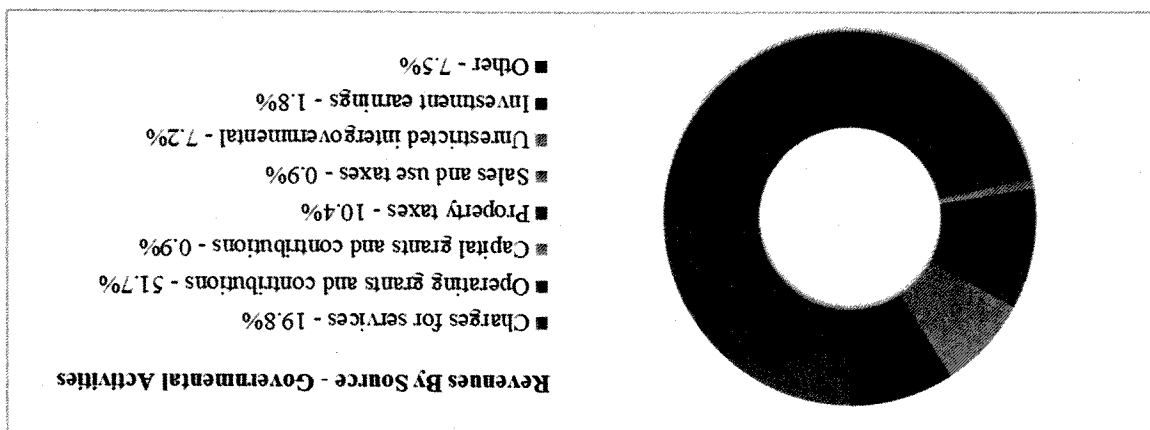 Revenues By Source - Governmental Activities
Charges for services - 19.8%
Operating grants and contributions - 51.7%
Capital grants and contributions - 0.9%
Property taxes - 10.4%
Sales and use taxes - 0.9%
Unrestricted intergovernmental - 7.2%
Investment earnings - 1.8%
Other - 7.5%